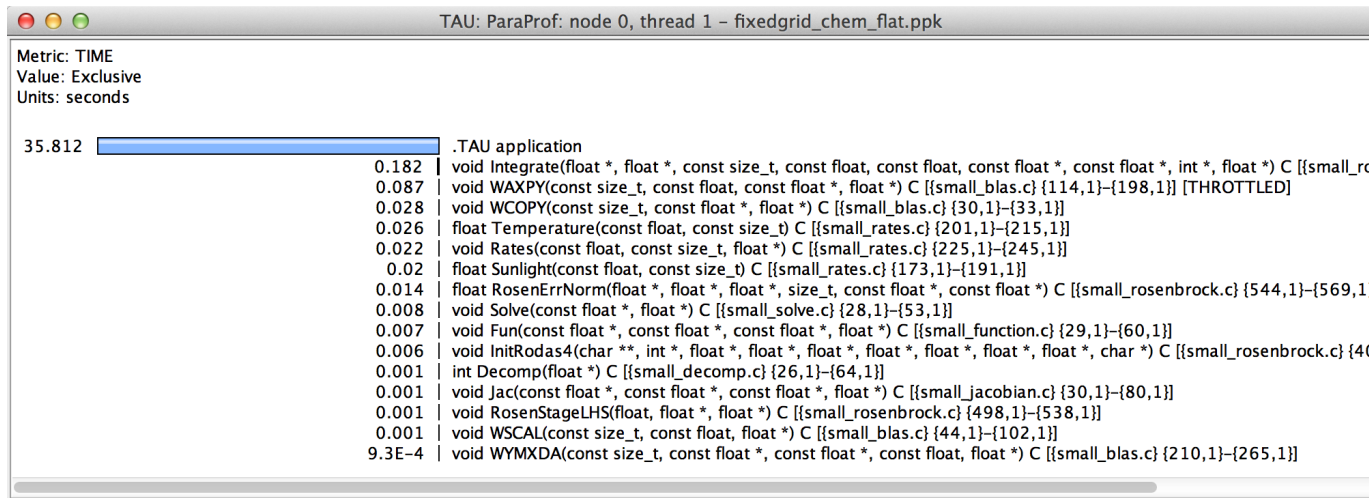 TAU: ParaProf: node 0, thread 1 – fixedgrid_chem_flat.ppk
Metric: TIME
Value: Exclusive
Units: seconds
35.812 .TAU application
0.182 void Integrate(float *, float *, const size_t, const float, const float, const float *, const float *, int *, float *) C [{small_ro
0.087 void WAXPY(const size_t, const float, const float *, float *) C [{small_blas.c} {114,1}–{198,1}] [THROTTLED]
0.028 void WCOPY(const size_t, const float *, float *) C [{small_blas.c} {30,1}–{33,1}]
0.026 float Temperature(const float, const size_t) C [{small_rates.c} {201,1}–{215,1}]
0.022 void Rates(const float, const size_t, float *) C [{small_rates.c} {225,1}–{245,1}]
0.02 float Sunlight(const float, const size_t) C [{small_rates.c} {173,1}–{191,1}]
0.014 float RosenErrNorm(float *, float *, float *, size_t, const float *, const float *) C [{small_rosenbrock.c} {544,1}–{569,1}
0.008 void Solve(const float *, float *) C [{small_solve.c} {28,1}–{53,1}]
0.007 void Fun(const float *, const float *, const float *, float *) C [{small_function.c} {29,1}–{60,1}]
0.006 void InitRodas4(char **, int *, float *, float *, float *, float *, float *, float *, float *, char *) C [{small_rosenbrock.c} {40
0.001 int Decomp(float *) C [{small_decomp.c} {26,1}–{64,1}]
0.001 void Jac(const float *, const float *, const float *, float *) C [{small_jacobian.c} {30,1}–{80,1}]
0.001 void RosenStageLHS(float, float *, float *) C [{small_rosenbrock.c} {498,1}–{538,1}]
0.001 void WSCAL(const size_t, const float, float *) C [{small_blas.c} {44,1}–{102,1}]
9.3E-4 void WYMXDA(const size_t, const float *, const float *, const float, float *) C [{small_blas.c} {210,1}–{265,1}]